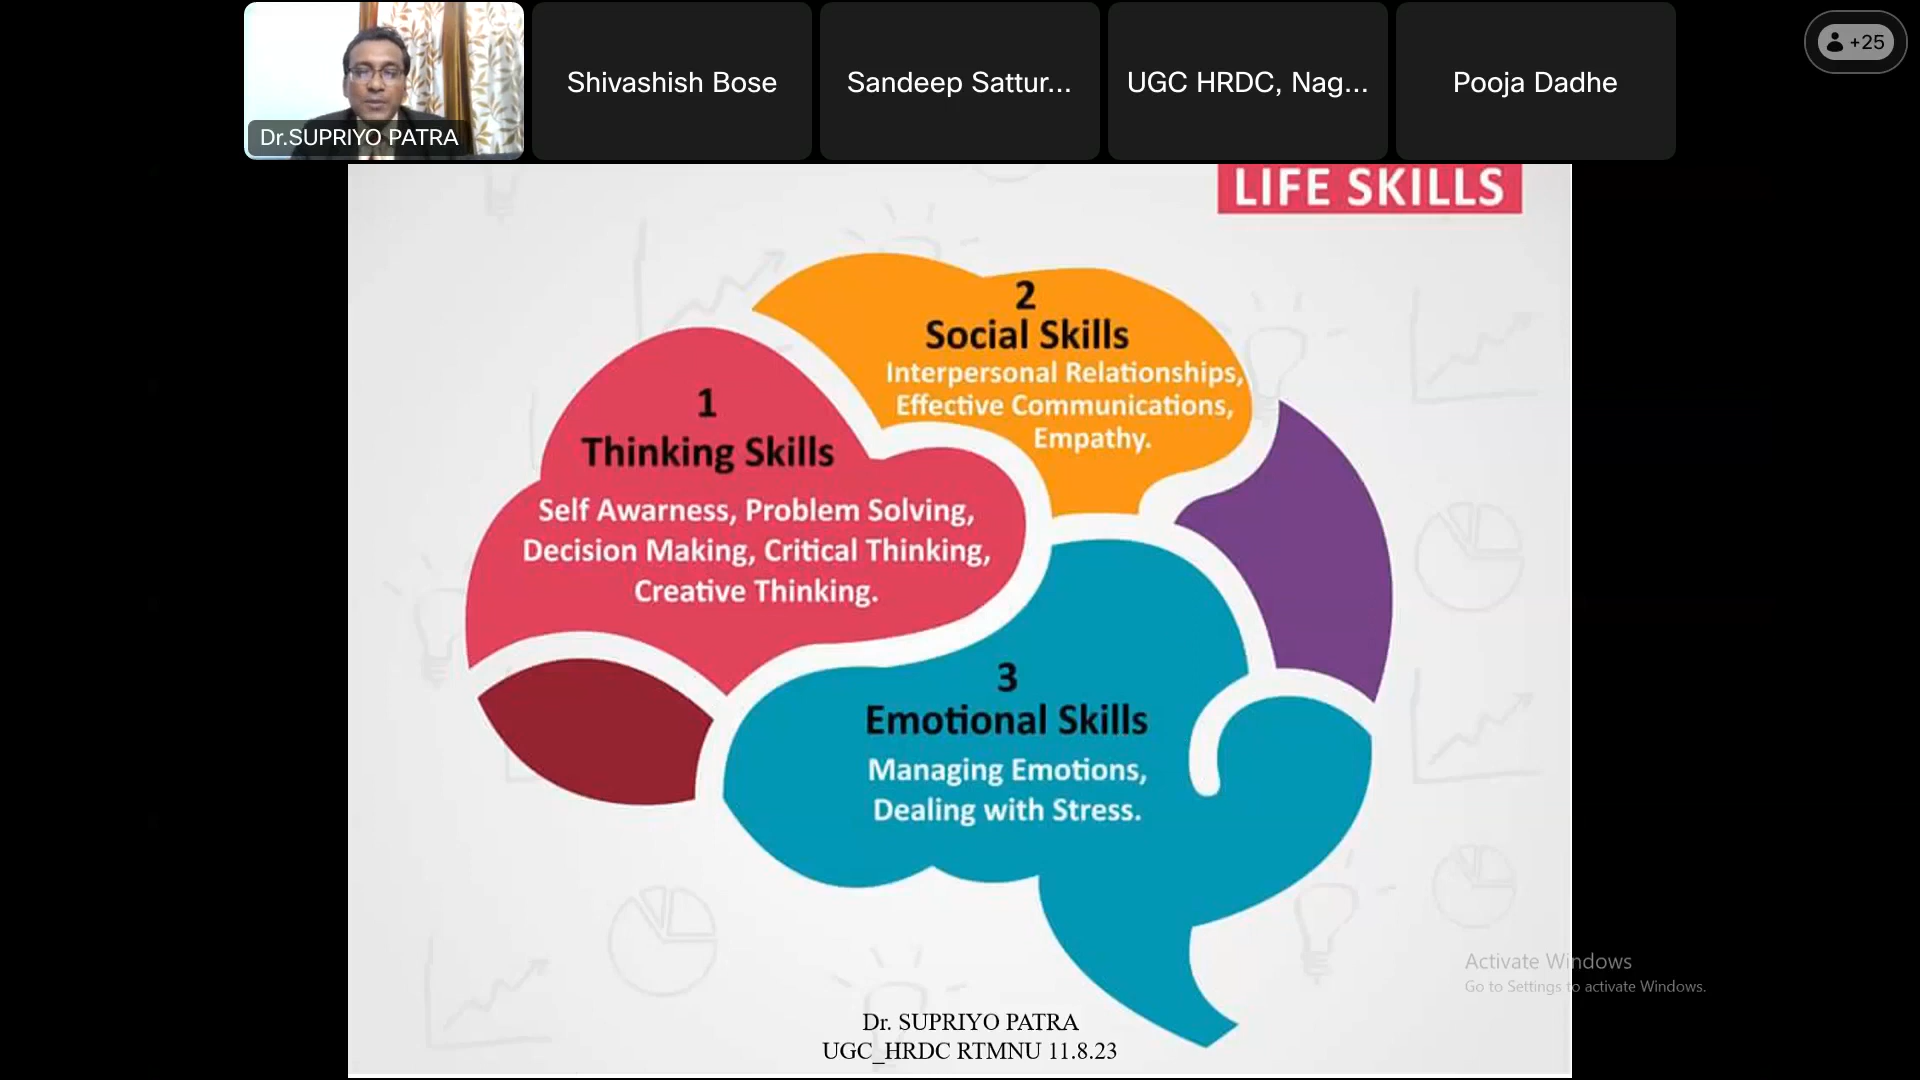 Dr.SUPRIYO PATRA
Shivashish Bose
Sandeep Sattur...
UGC HRDC, Nag...
Pooja Dadhe
+25
LIFE SKILLS
2
Social Skills
Interpersonal Relationships,
Effective Communications,
Empathy.
1
Thinking Skills
Self Awarness, Problem Solving,
Decision Making, Critical Thinking,
Creative Thinking.
3
Emotional Skills
Managing Emotions,
Dealing with Stress.
Activate Windows
Go to Settings to activate Windows.
Dr. SUPRIYO PATRA
UGC_HRDC RTMNU 11.8.23